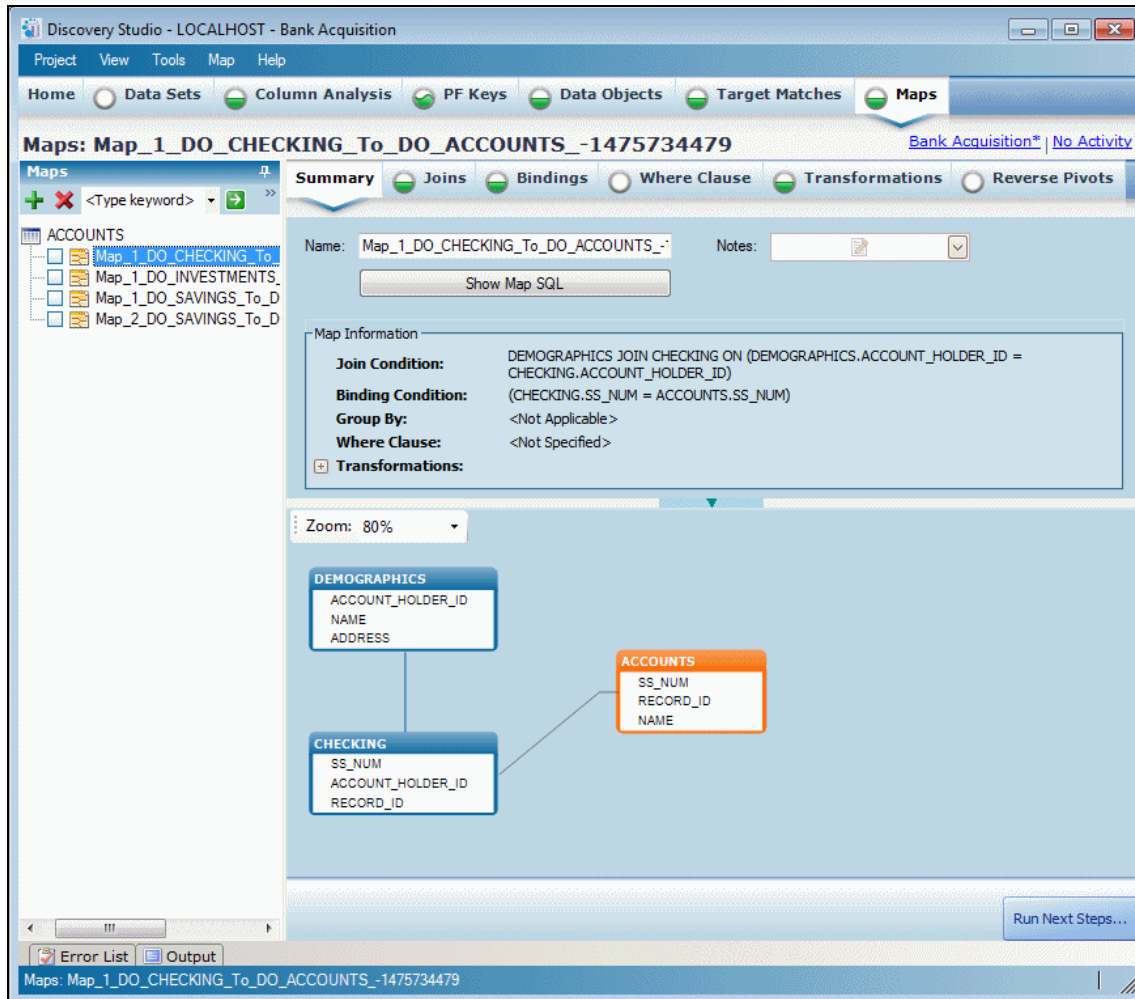 Discovery Studio - LOCALHOST - Bank Acquisition
Project View Tools Map Help
Home Data Sets Column Analysis PF Keys Data Objects Target Matches Maps
Maps: Map_1_DO_CHECKING_To_DO_ACCOUNTS_-1475734479
Bank Acquisition* | No Activity
Maps
<Type keyword>
ACCOUNTS
Map_1_DO_CHECKING_To_
Map_1_DO_INVESTMENTS_
Map_1_DO_SAVINGS_To_D
Map_2_DO_SAVINGS_To_D
Summary Joins Bindings Where Clause Transformations Reverse Pivots
Name: Map_1_DO_CHECKING_To_DO_ACCOUNTS_-1 Notes:
Show Map SQL
Map Information
Join Condition: DEMOGRAPHICS JOIN CHECKING ON (DEMOGRAPHICS.ACCOUNT_HOLDER_ID =
CHECKING.ACCOUNT_HOLDER_ID)
Binding Condition: (CHECKING.SS_NUM = ACCOUNTS.SS_NUM)
Group By: <Not Applicable>
Where Clause: <Not Specified>
Transformations:
Zoom: 80%
DEMOGRAPHICS
ACCOUNT_HOLDER_ID
NAME
ADDRESS
ACCOUNTS
SS_NUM
RECORD_ID
NAME
CHECKING
SS_NUM
ACCOUNT_HOLDER_ID
RECORD_ID
Run Next Steps...
Error List Output
Maps: Map_1_DO_CHECKING_To_DO_ACCOUNTS_-1475734479